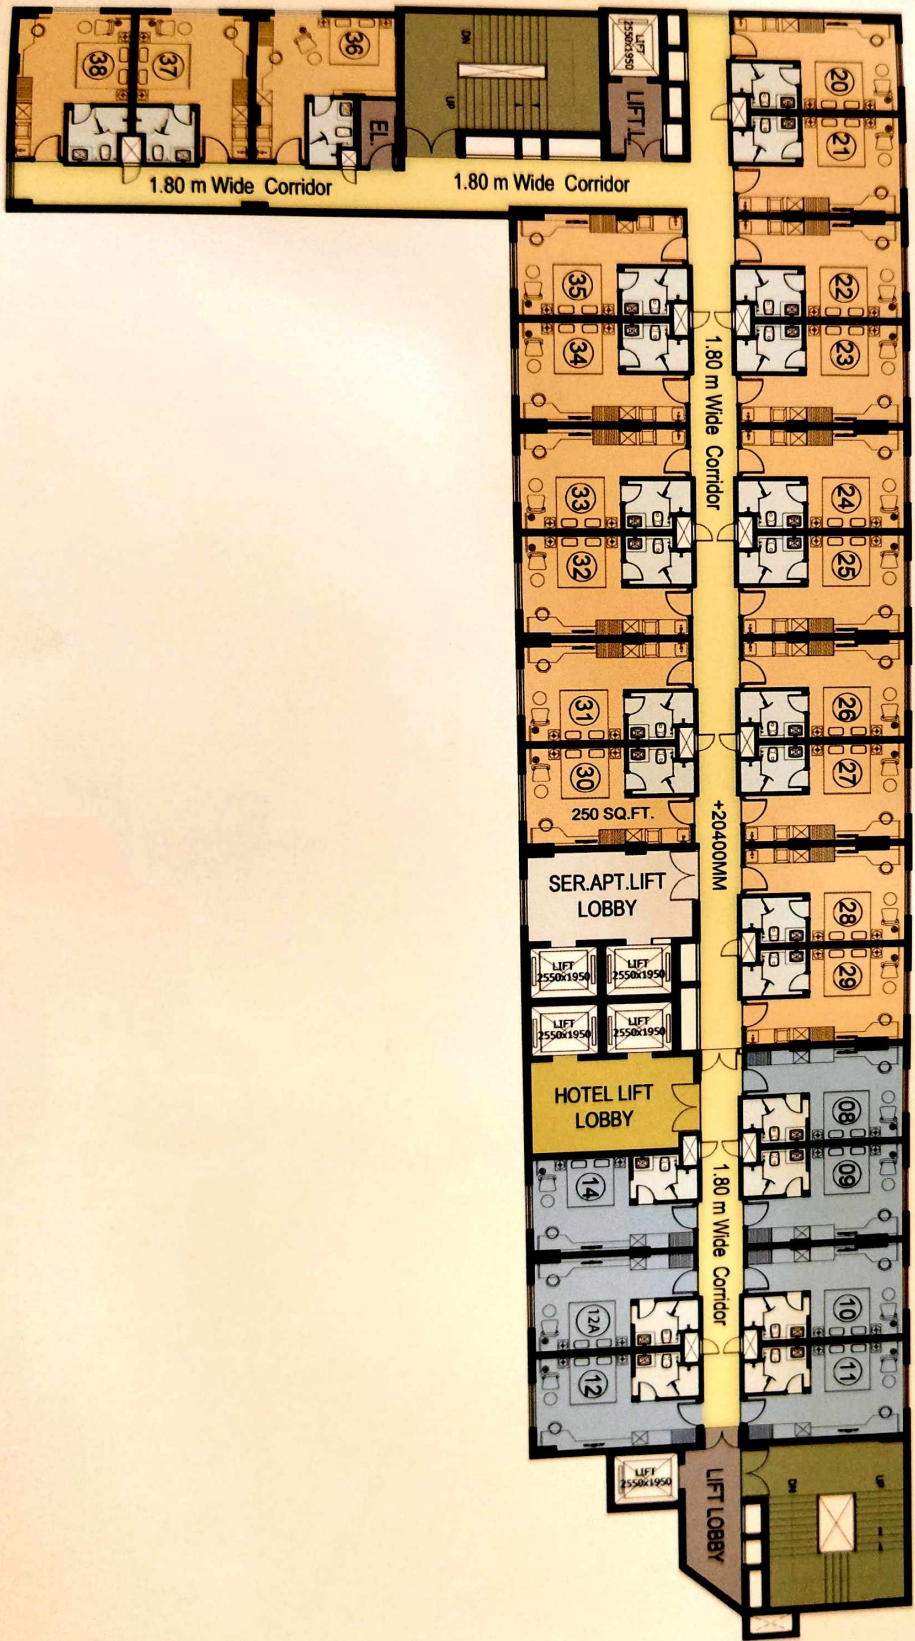 38
37
36
DN
UP
EL.
LIFT
2550x1950
LIFT L.
20
21
1.80 m Wide Corridor
1.80 m Wide Corridor
35
34
22
23
1.80 m Wide Corridor
33
32
24
25
31
30
250 SQ.FT.
26
27
+20400MM
SER.APT.LIFT
LOBBY
28
29
LIFT
2550x1950
LIFT
2550x1950
LIFT
2550x1950
LIFT
2550x1950
HOTEL LIFT
LOBBY
08
09
14
1.80 m Wide Corridor
12A
12
10
11
LIFT
2550x1950
LIFT LOBBY
DN
UP